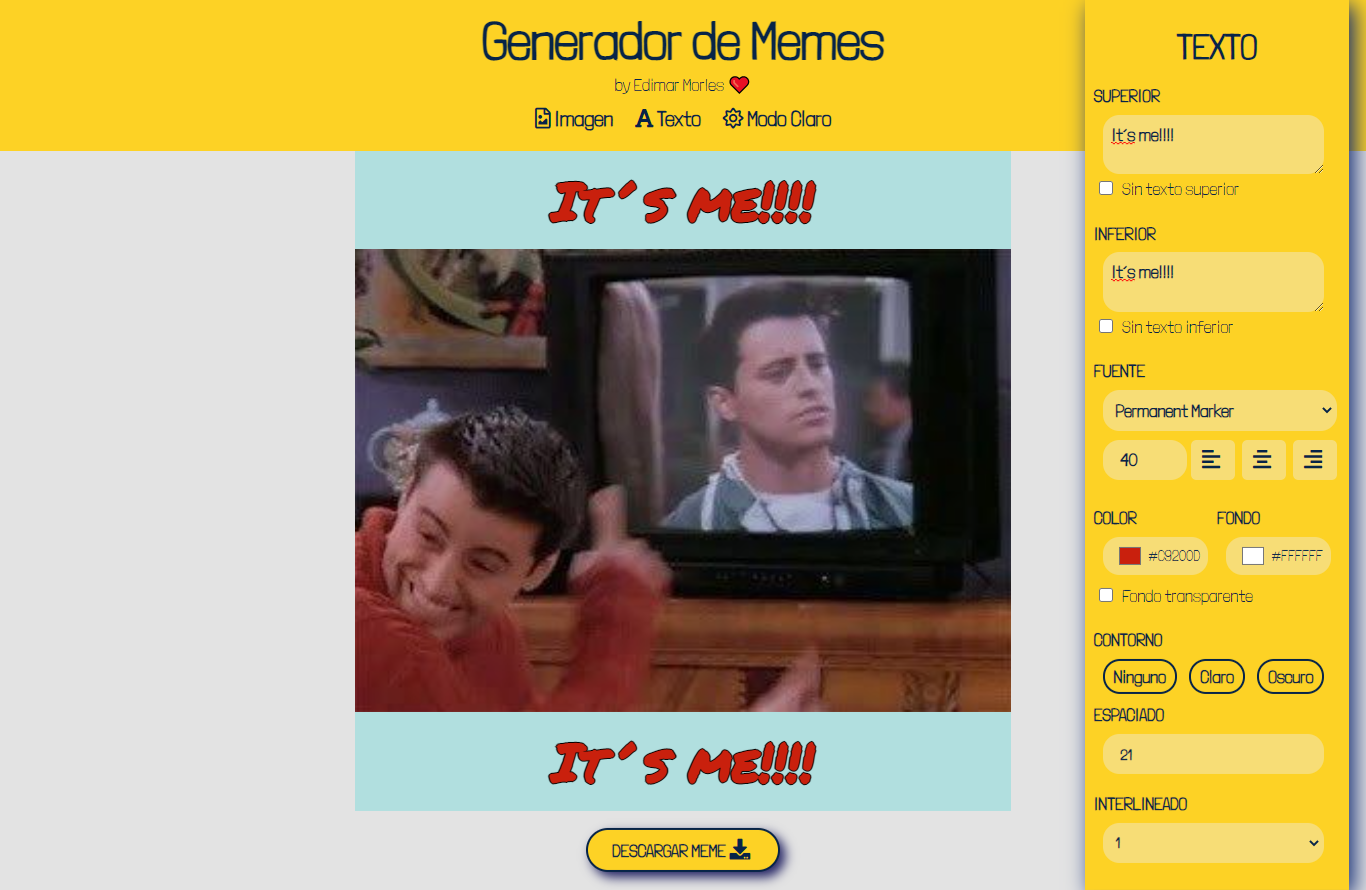 Generador de Memes
by Edimar Morles ❤️
Imagen Texto Modo Claro
It´s me!!!!
It´s me!!!!
DESCARGAR MEME
TEXTO
SUPERIOR
It´s me!!!!
Sin texto superior
INFERIOR
It´s me!!!!
Sin texto inferior
FUENTE
Permanent Marker
40
COLOR FONDO
#C9200D #FFFFFF
Fondo transparente
CONTORNO
Ninguno Claro Oscuro
ESPACIADO
21
INTERLINEADO
1